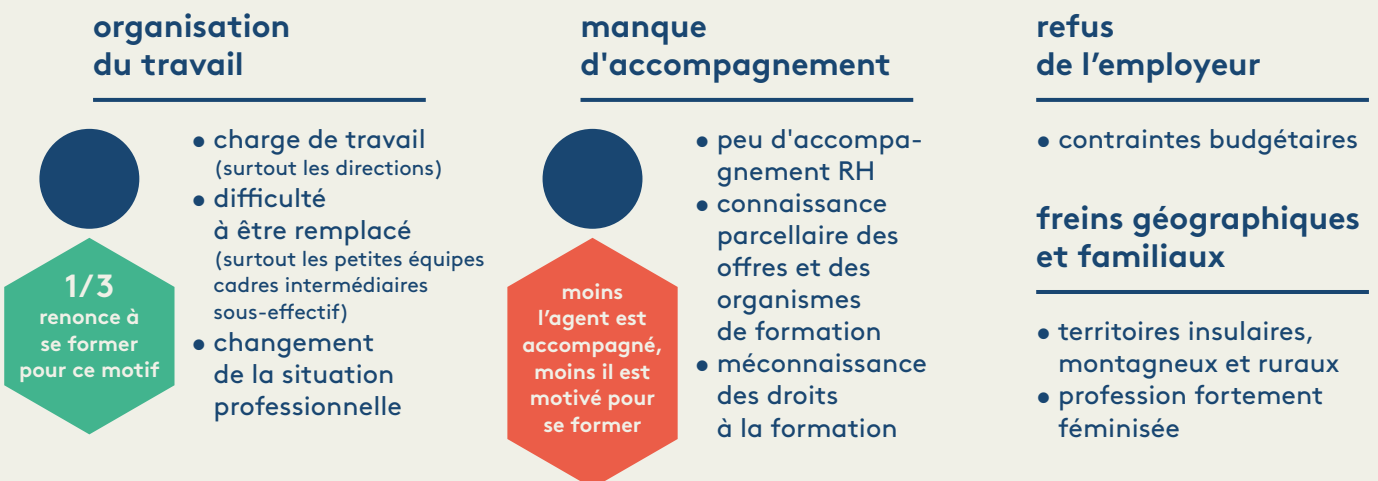 organisation
du travail
1/3
renonce à
se former
pour ce motif
• charge de travail
(surtout les directions)
• difficulté
à être remplacé
(surtout les petites équipes
cadres intermédiaires
sous-effectif)
• changement
de la situation
professionnelle
manque
d'accompagnement
moins
l'agent est
accompagné,
moins il est
motivé pour
se former
• peu d'accompa-
gnement RH
• connaissance
parcellaire des
offres et des
organismes
de formation
• méconnaissance
des droits
à la formation
refus
de l’employeur
• contraintes budgétaires
freins géographiques
et familiaux
• territoires insulaires,
montagneux et ruraux
• profession fortement
féminisée